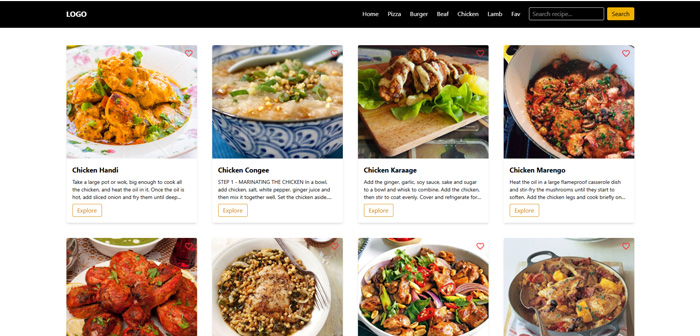 LOGO
Home Pizza Burger Beaf Chicken Lamb Fav Search recipe... Search
Chicken Handi
Take a large pot or wok, big enough to cook all
the chicken, and heat the oil in it. Once the oil is
hot, add sliced onion and fry them until deep...
Explore
Chicken Congee
STEP 1 - MARINATING THE CHICKEN In a bowl,
add chicken, salt, white pepper, ginger juice and
then mix it together well. Set the chicken aside....
Explore
Chicken Karaage
Add the ginger, garlic, soy sauce, sake and sugar
to a bowl and whisk to combine. Add the chicken,
then stir to coat evenly. Cover and refrigerate for...
Explore
Chicken Marengo
Heat the oil in a large flameproof casserole dish
and stir-fry the mushrooms until they start to
soften. Add the chicken legs and cook briefly on...
Explore